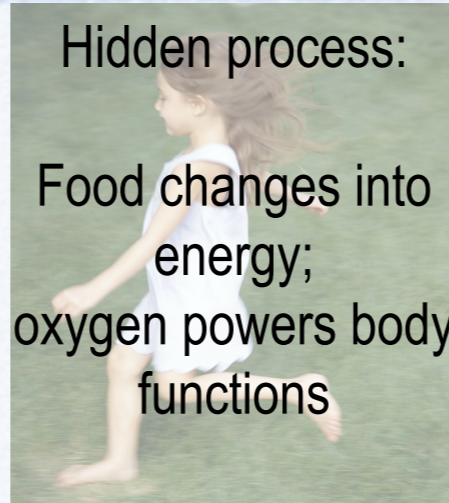 Hidden process:
Food changes into
energy;
oxygen powers body
functions